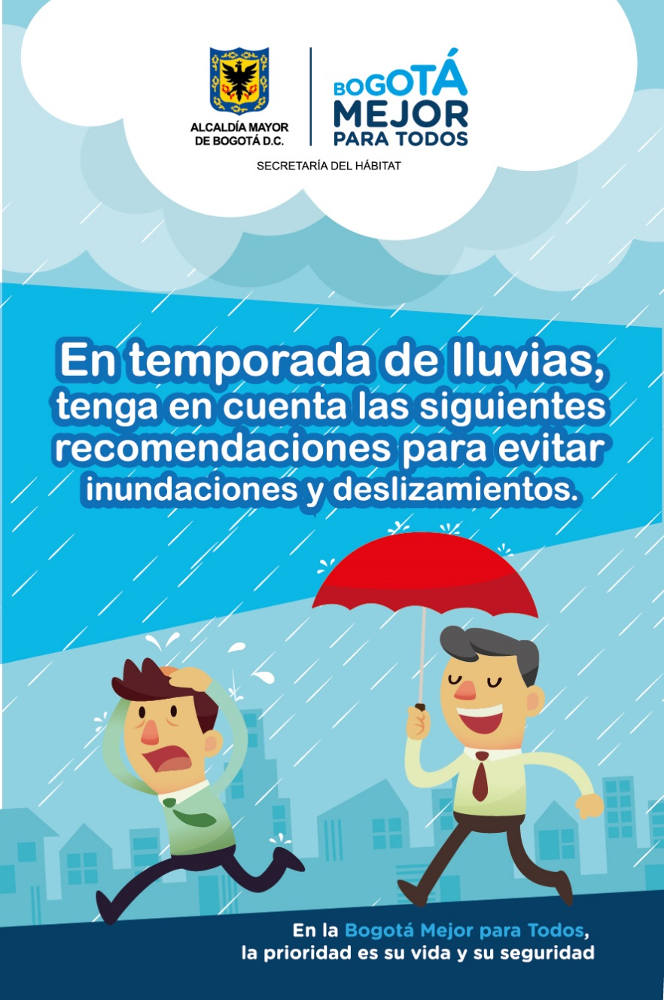 ALCALDÍA MAYOR
DE BOGOTÁ D.C.
BOGOTÁ
MEJOR
PARA TODOS
SECRETARÍA DEL HÁBITAT
En temporada de lluvias,
tenga en cuenta las siguientes
recomendaciones para evitar
inundaciones y deslizamientos.
En la Bogotá Mejor para Todos,
la prioridad es su vida y su seguridad